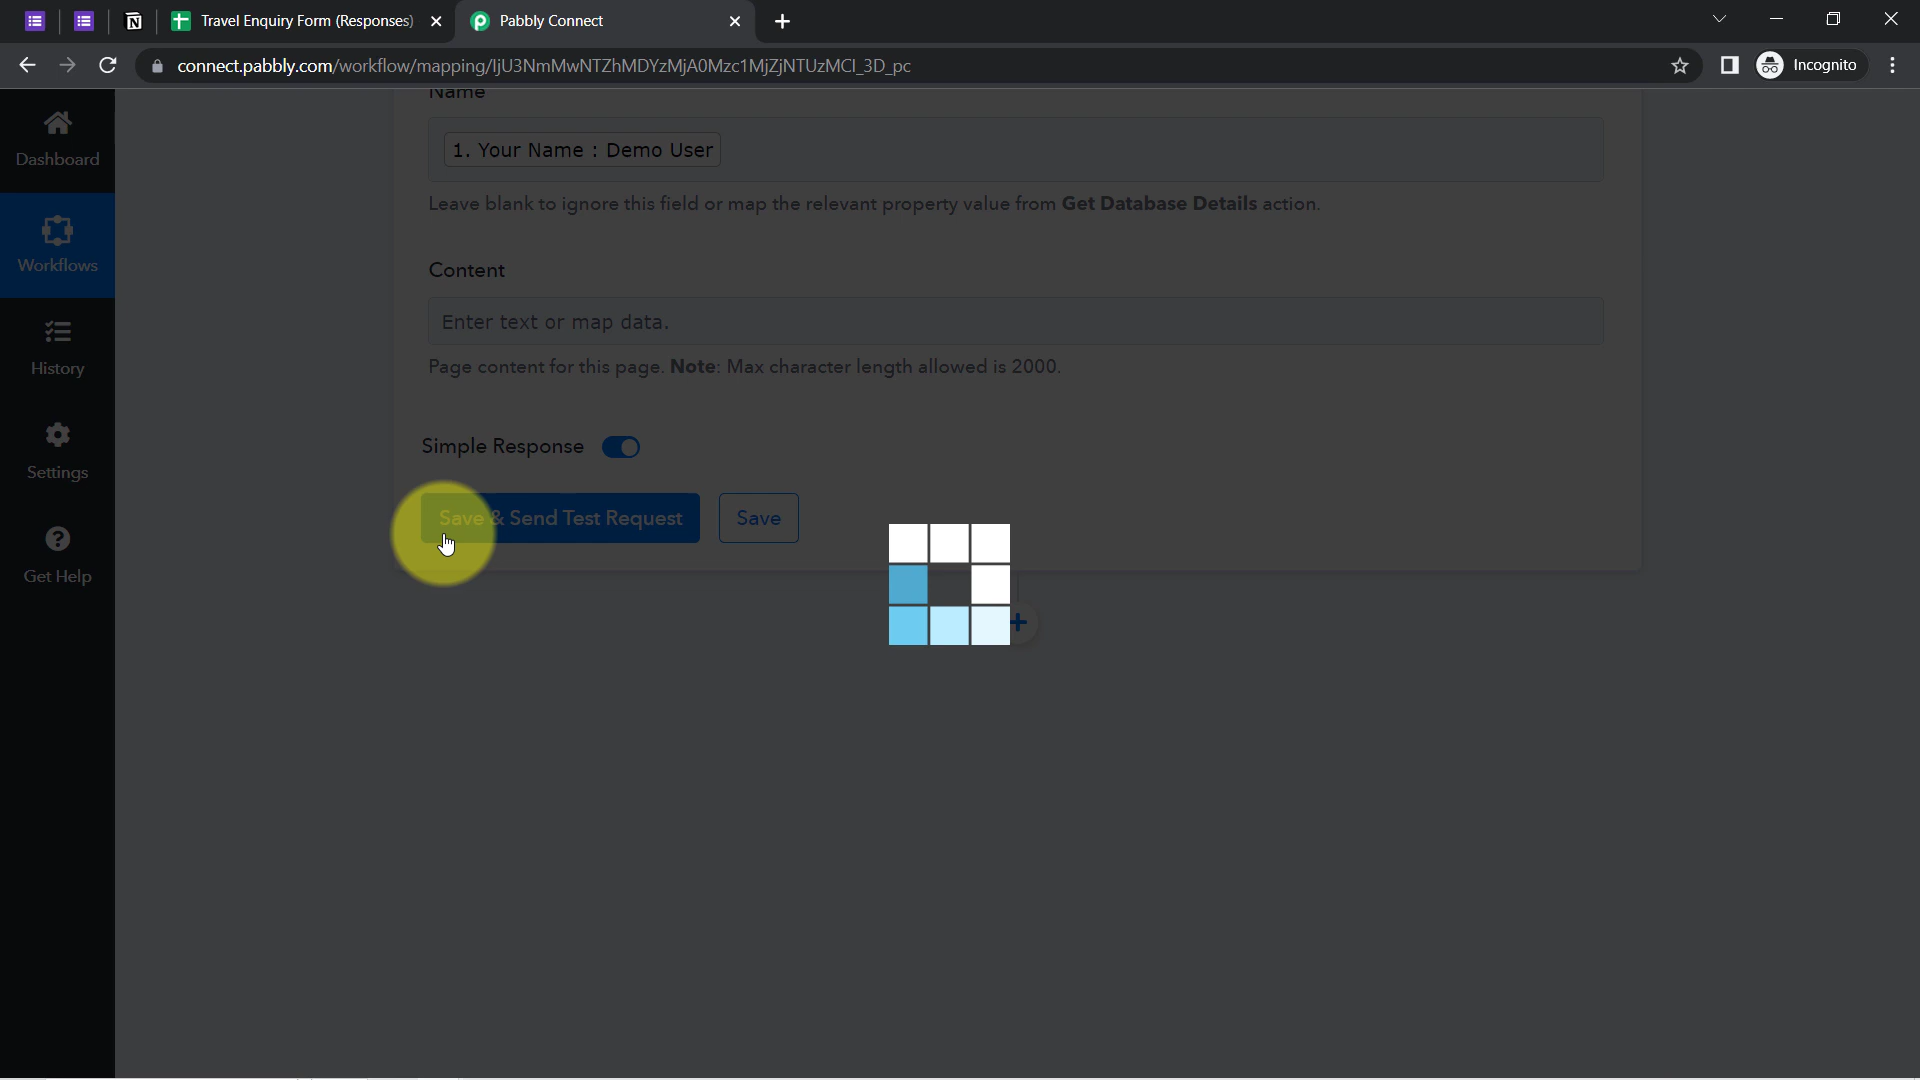 Travel Enquiry Form (Responses)
Pabbly Connect
connect.pabbly.com/workflow/mapping/IjU3NmMwNTZhMDYzMjA0Mzc1MjZjNTUzMCI_3D_pc
Incognito
Dashboard
Workflows
History
Settings
Get Help
Name
1. Your Name : Demo User
Leave blank to ignore this field or map the relevant property value from Get Database Details action.
Content
Enter text or map data.
Page content for this page. Note: Max character length allowed is 2000.
Simple Response
Save & Send Test Request
Save